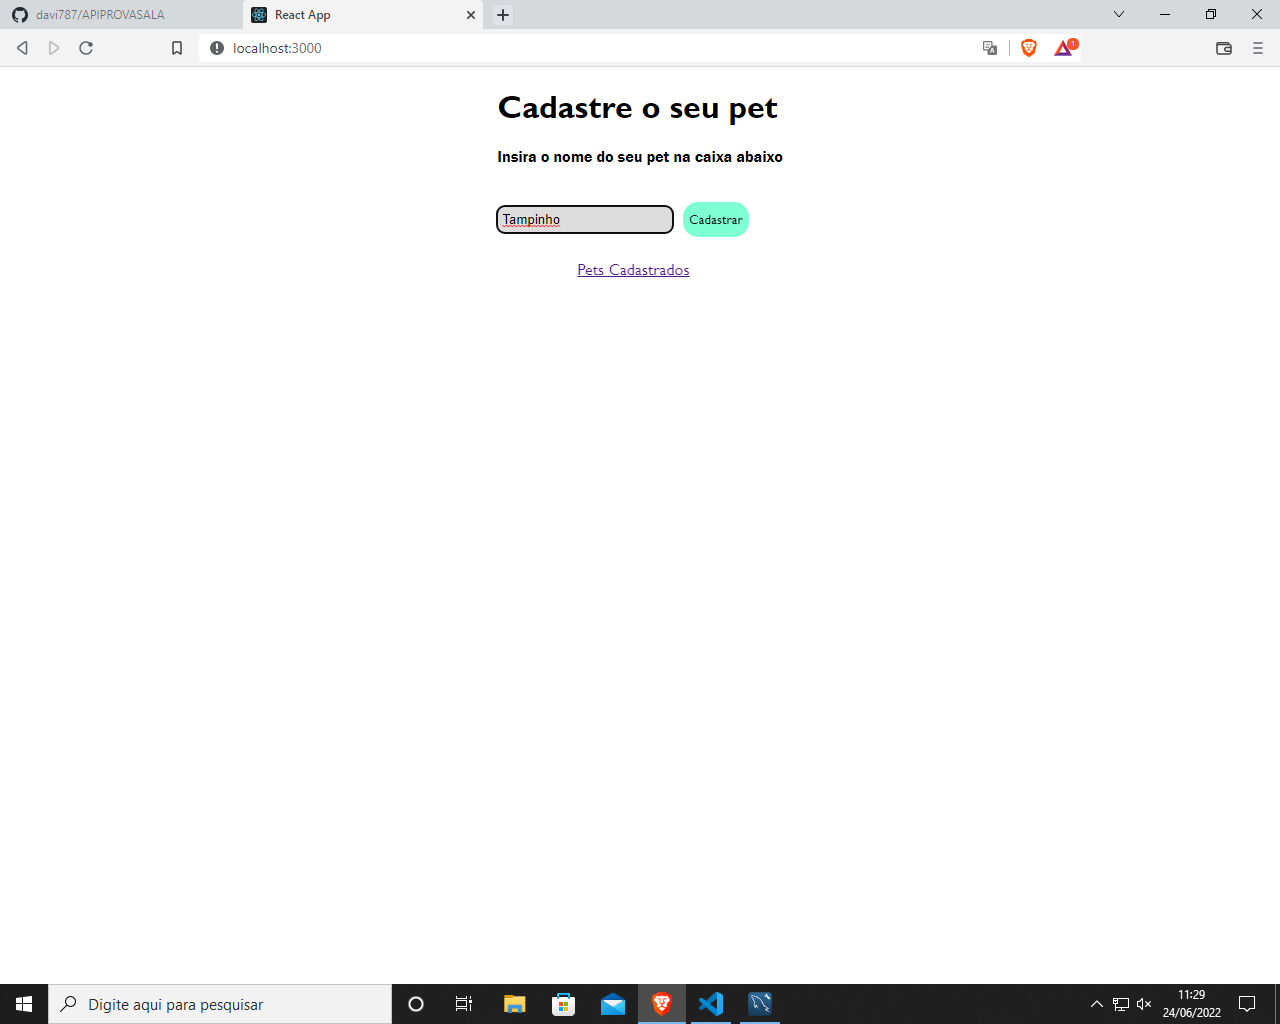 davi787/APIPROVASALA
React App
localhost:3000
1
Cadastre o seu pet
Insira o nome do seu pet na caixa abaixo
Tampinho
Cadastrar
Pets Cadastrados
Digite aqui para pesquisar
11:29
24/06/2022